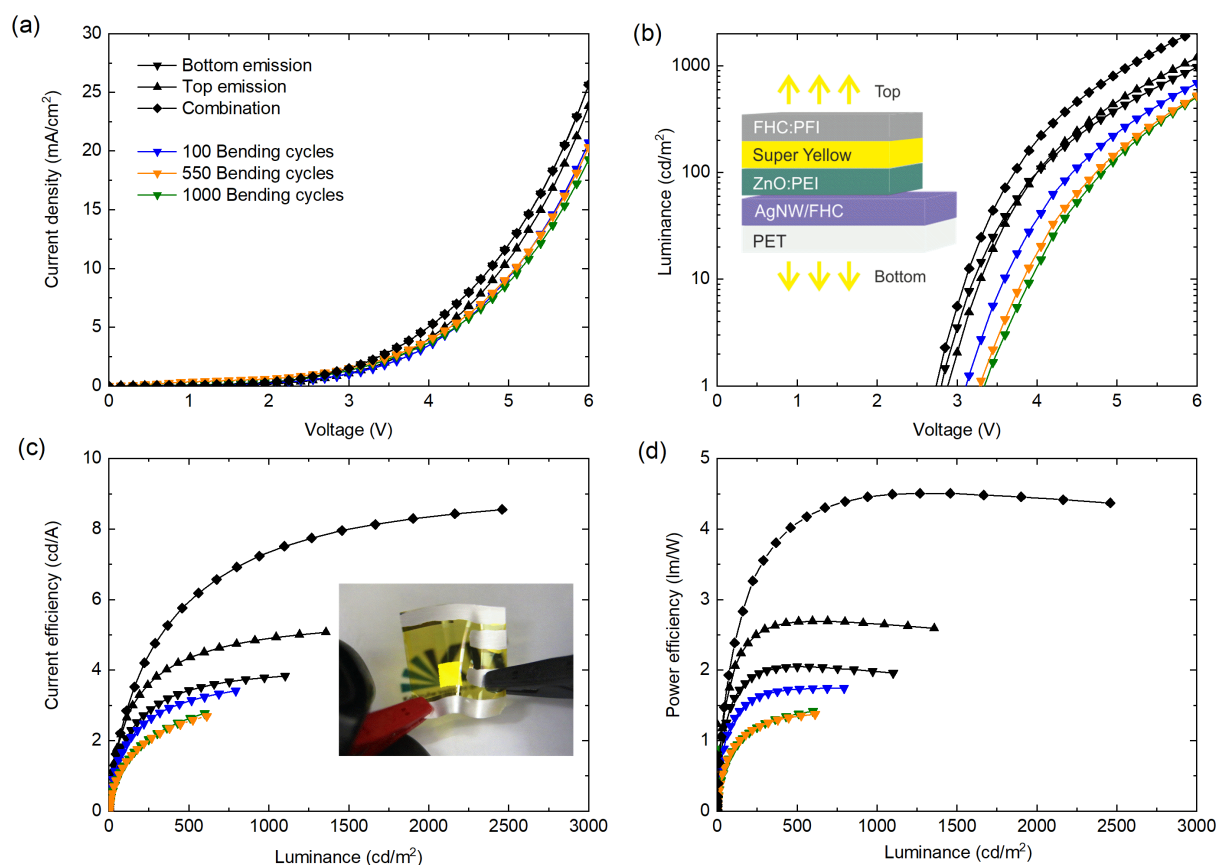 (a)
Current density (mA/cm²)
30
25
20
15
10
5
0
Bottom emission
Top emission
Combination
100 Bending cycles
550 Bending cycles
1000 Bending cycles
0 1 2 3 4 5 6
Voltage (V)
(b)
Luminance (cd/m²)
1000
100
10
1
Top
FHC:PFI
Super Yellow
ZnO:PEI
AgNW/FHC
PET
Bottom
0 1 2 3 4 5 6
Voltage (V)
(c)
Current efficiency (cd/A)
10
8
6
4
2
0
0 500 1000 1500 2000 2500 3000
Luminance (cd/m²)
(d)
Power efficiency (lm/W)
5
4
3
2
1
0
0 500 1000 1500 2000 2500 3000
Luminance (cd/m²)